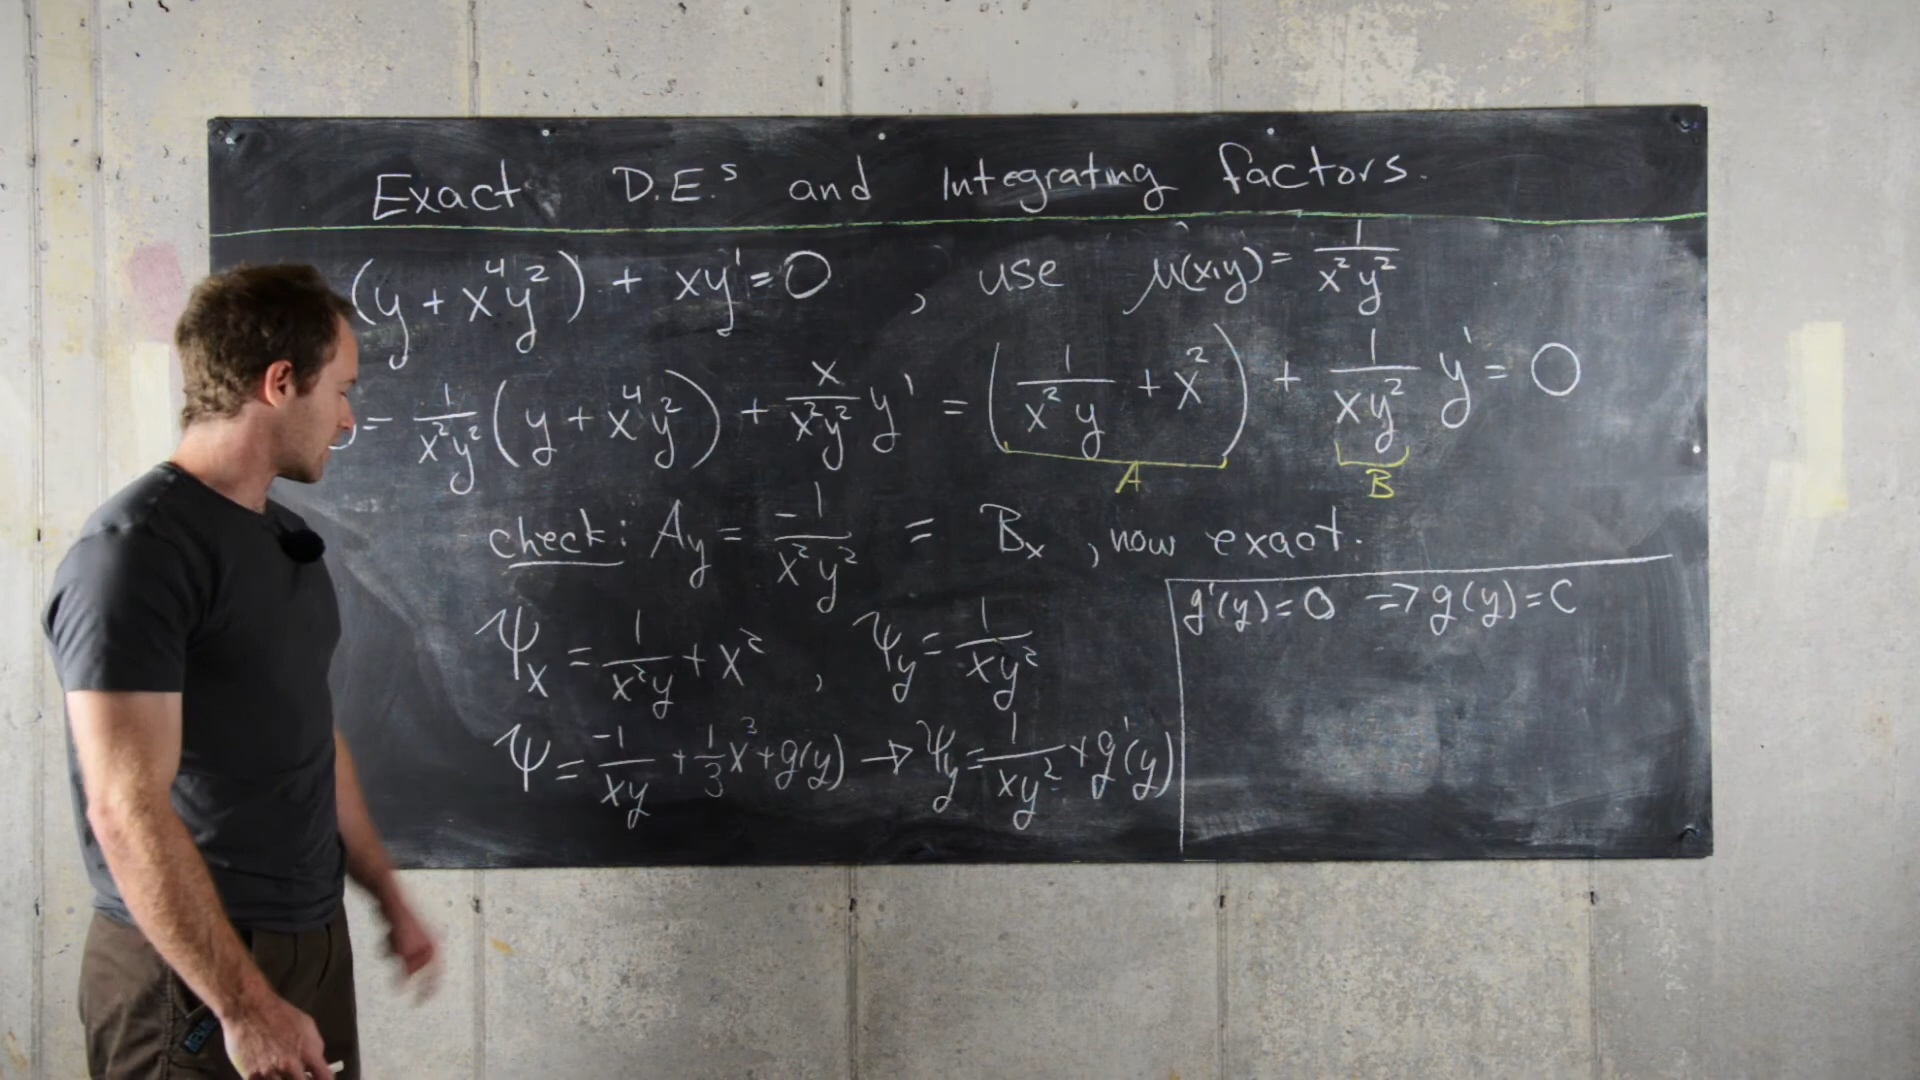 Exact D.E.s and Integrating factors.
(y + x⁴y²) + xy' = 0 , use μ(x,y) = 1/(x²y²)
0 = 1/(x²y²) (y + x⁴y²) + x/(x²y²) y' = (1/(x²y) + x²) + 1/(xy²) y' = 0
A B
check: A_y = -1/(x²y²) = B_x , now exact.
Ψ_x = 1/(x²y) + x² , Ψ_y = 1/(xy²)
Ψ = -1/(xy) + 1/3 x³ + g(y) → Ψ_y = 1/(xy²) + g'(y)
g'(y) = 0 ⇒ g(y) = C